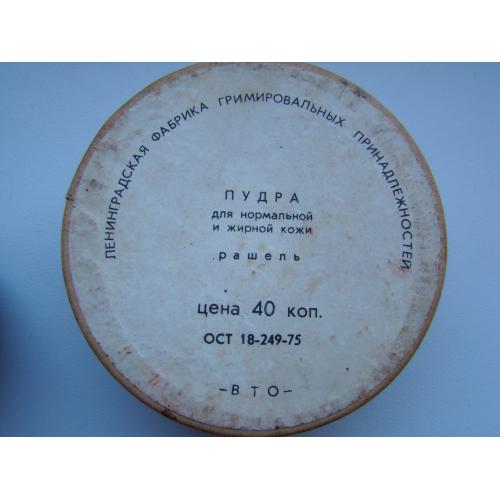 ЛЕНИНГРАДСКАЯ ФАБРИКА ГРИМИРОВАЛЬНЫХ ПРИНАДЛЕЖНОСТЕЙ
ПУДРА
для нормальной
и жирной кожи
рашель
цена 40 коп.
ОСТ 18-249-75
–ВТО–